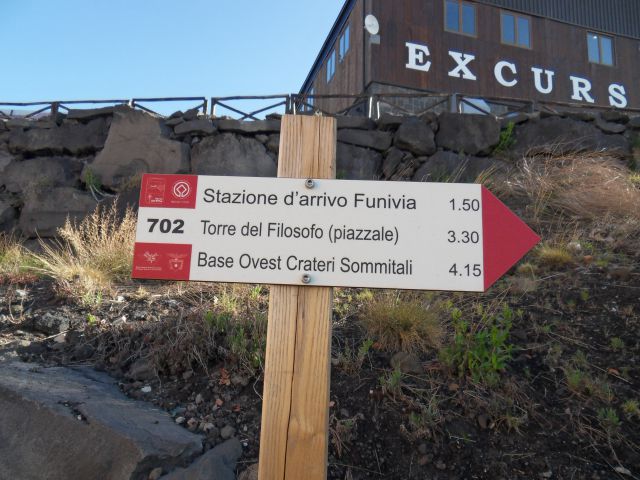 EXCURS
Stazione d'arrivo Funivia 1.50
702 Torre del Filosofo (piazzale) 3.30
Base Ovest Crateri Sommitali 4.15